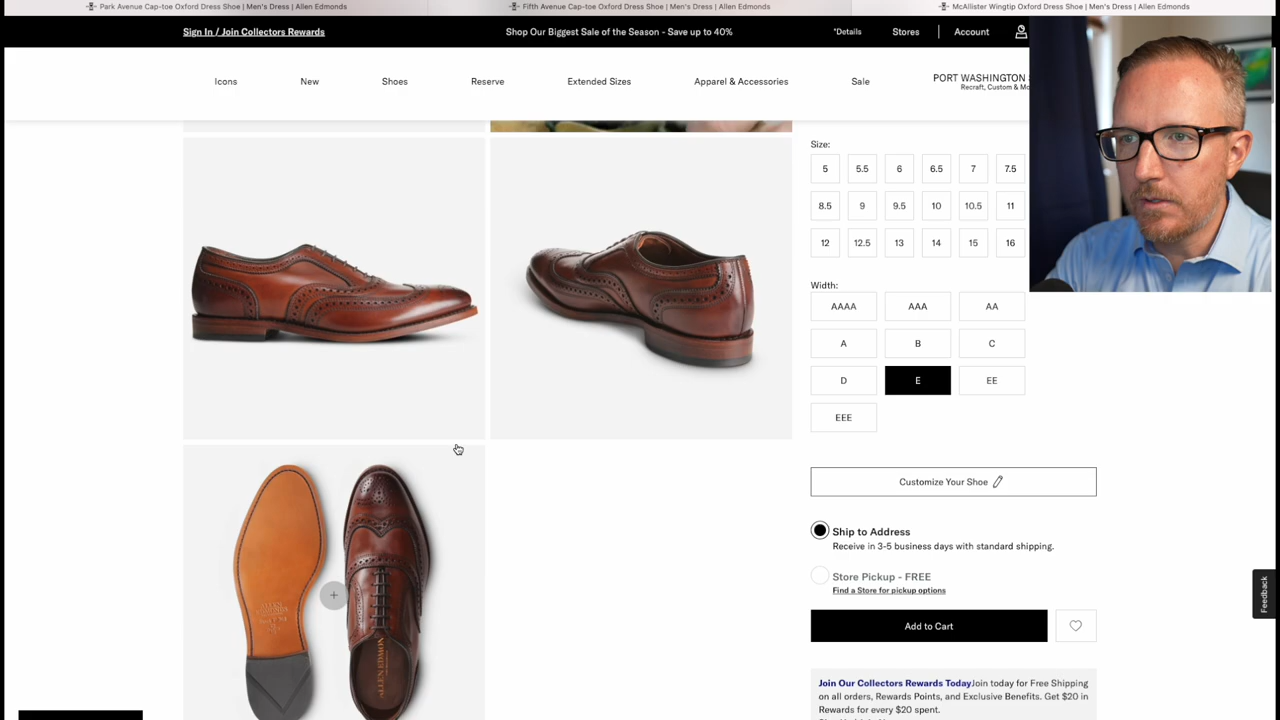 Park Avenue Cap-toe Oxford Dress Shoe | Men's Dress | Allen Edmonds
Fifth Avenue Cap-toe Oxford Dress Shoe | Men's Dress | Allen Edmonds
McAllister Wingtip Oxford Dress Shoe | Men's Dress | Allen Edmonds
Sign In / Join Collectors Rewards
Shop Our Biggest Sale of the Season - Save up to 40%
*Details
Stores
Account
Icons
New
Shoes
Reserve
Extended Sizes
Apparel & Accessories
Sale
PORT WASHINGTON
Recraft, Custom &
Size:
5 5.5 6 6.5 7 7.5
8.5 9 9.5 10 10.5 11
12 12.5 13 14 15 16
Width:
AAAA AAA AA
A B C
D E EE
EEE
Customize Your Shoe
Ship to Address
Receive in 3-5 business days with standard shipping.
Store Pickup - FREE
Find a Store for pickup options
Add to Cart
Feedback
Join Our Collectors Rewards TodayJoin today for Free Shipping
on all orders, Rewards Points, and Exclusive Benefits. Get $20 in
Rewards for every $20 spent.